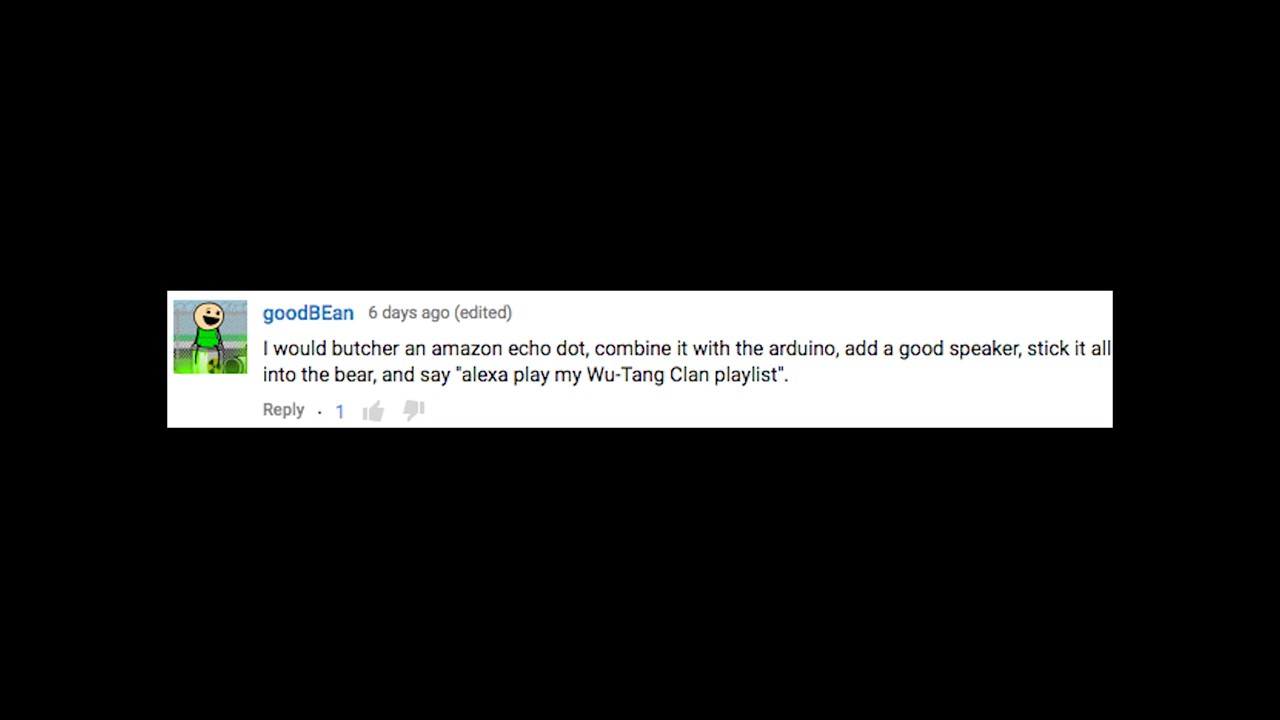 goodBEan 6 days ago (edited)
I would butcher an amazon echo dot, combine it with the arduino, add a good speaker, stick it all
into the bear, and say "alexa play my Wu-Tang Clan playlist".
Reply · 1